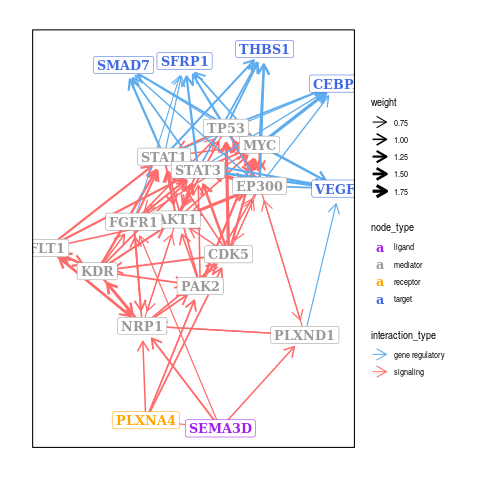 THBS1
SFRP1
SMAD7
CEBP
TP53
MYC
STAT1
STAT3
EP300
VEGF
FGFR1
AKT1
FLT1
CDK5
KDR
PAK2
NRP1
PLXND1
PLXNA4
SEMA3D
weight
0.75
1.00
1.25
1.50
1.75
node_type
a ligand
a mediator
a receptor
a target
interaction_type
gene regulatory
signaling